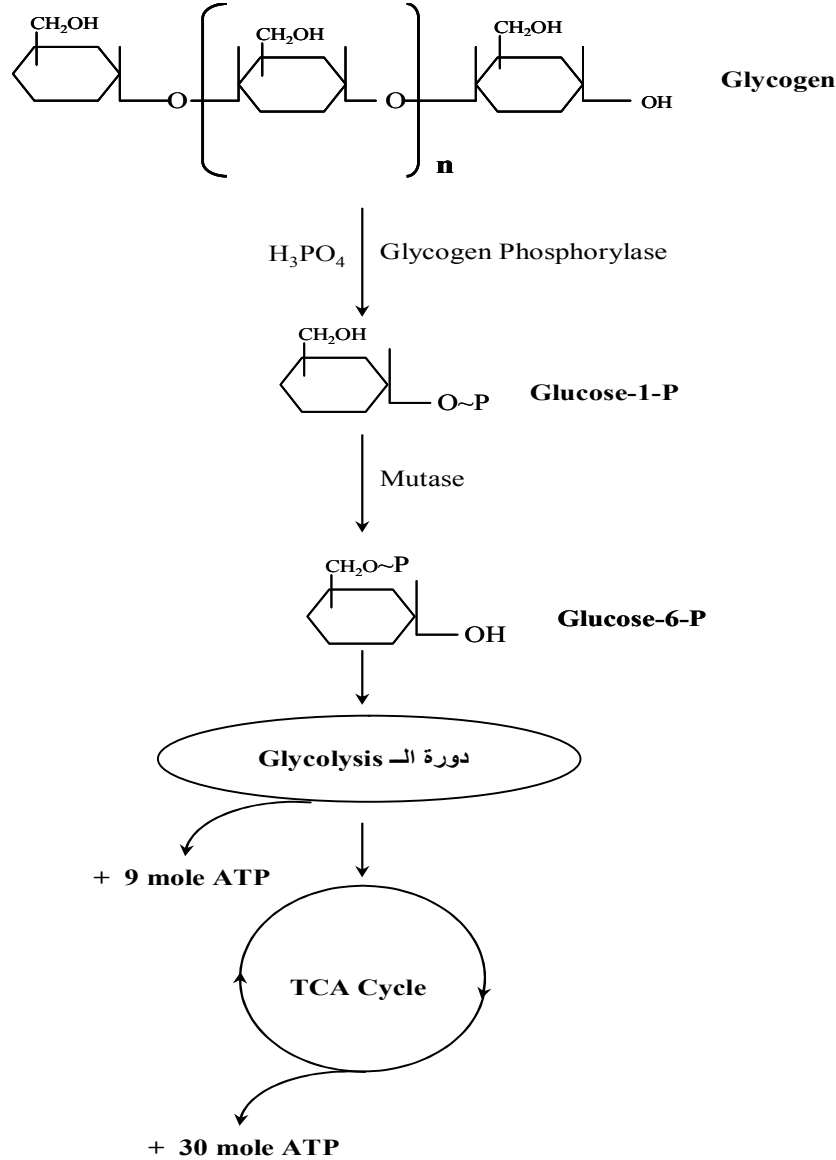 CH₂OH CH₂OH CH₂OH
O O OH Glycogen
n
H₃PO₄ Glycogen Phosphorylase
CH₂OH
O~P Glucose-1-P
Mutase
CH₂O~P
OH Glucose-6-P
دورة الــ Glycolysis
+ 9 mole ATP
TCA Cycle
+ 30 mole ATP